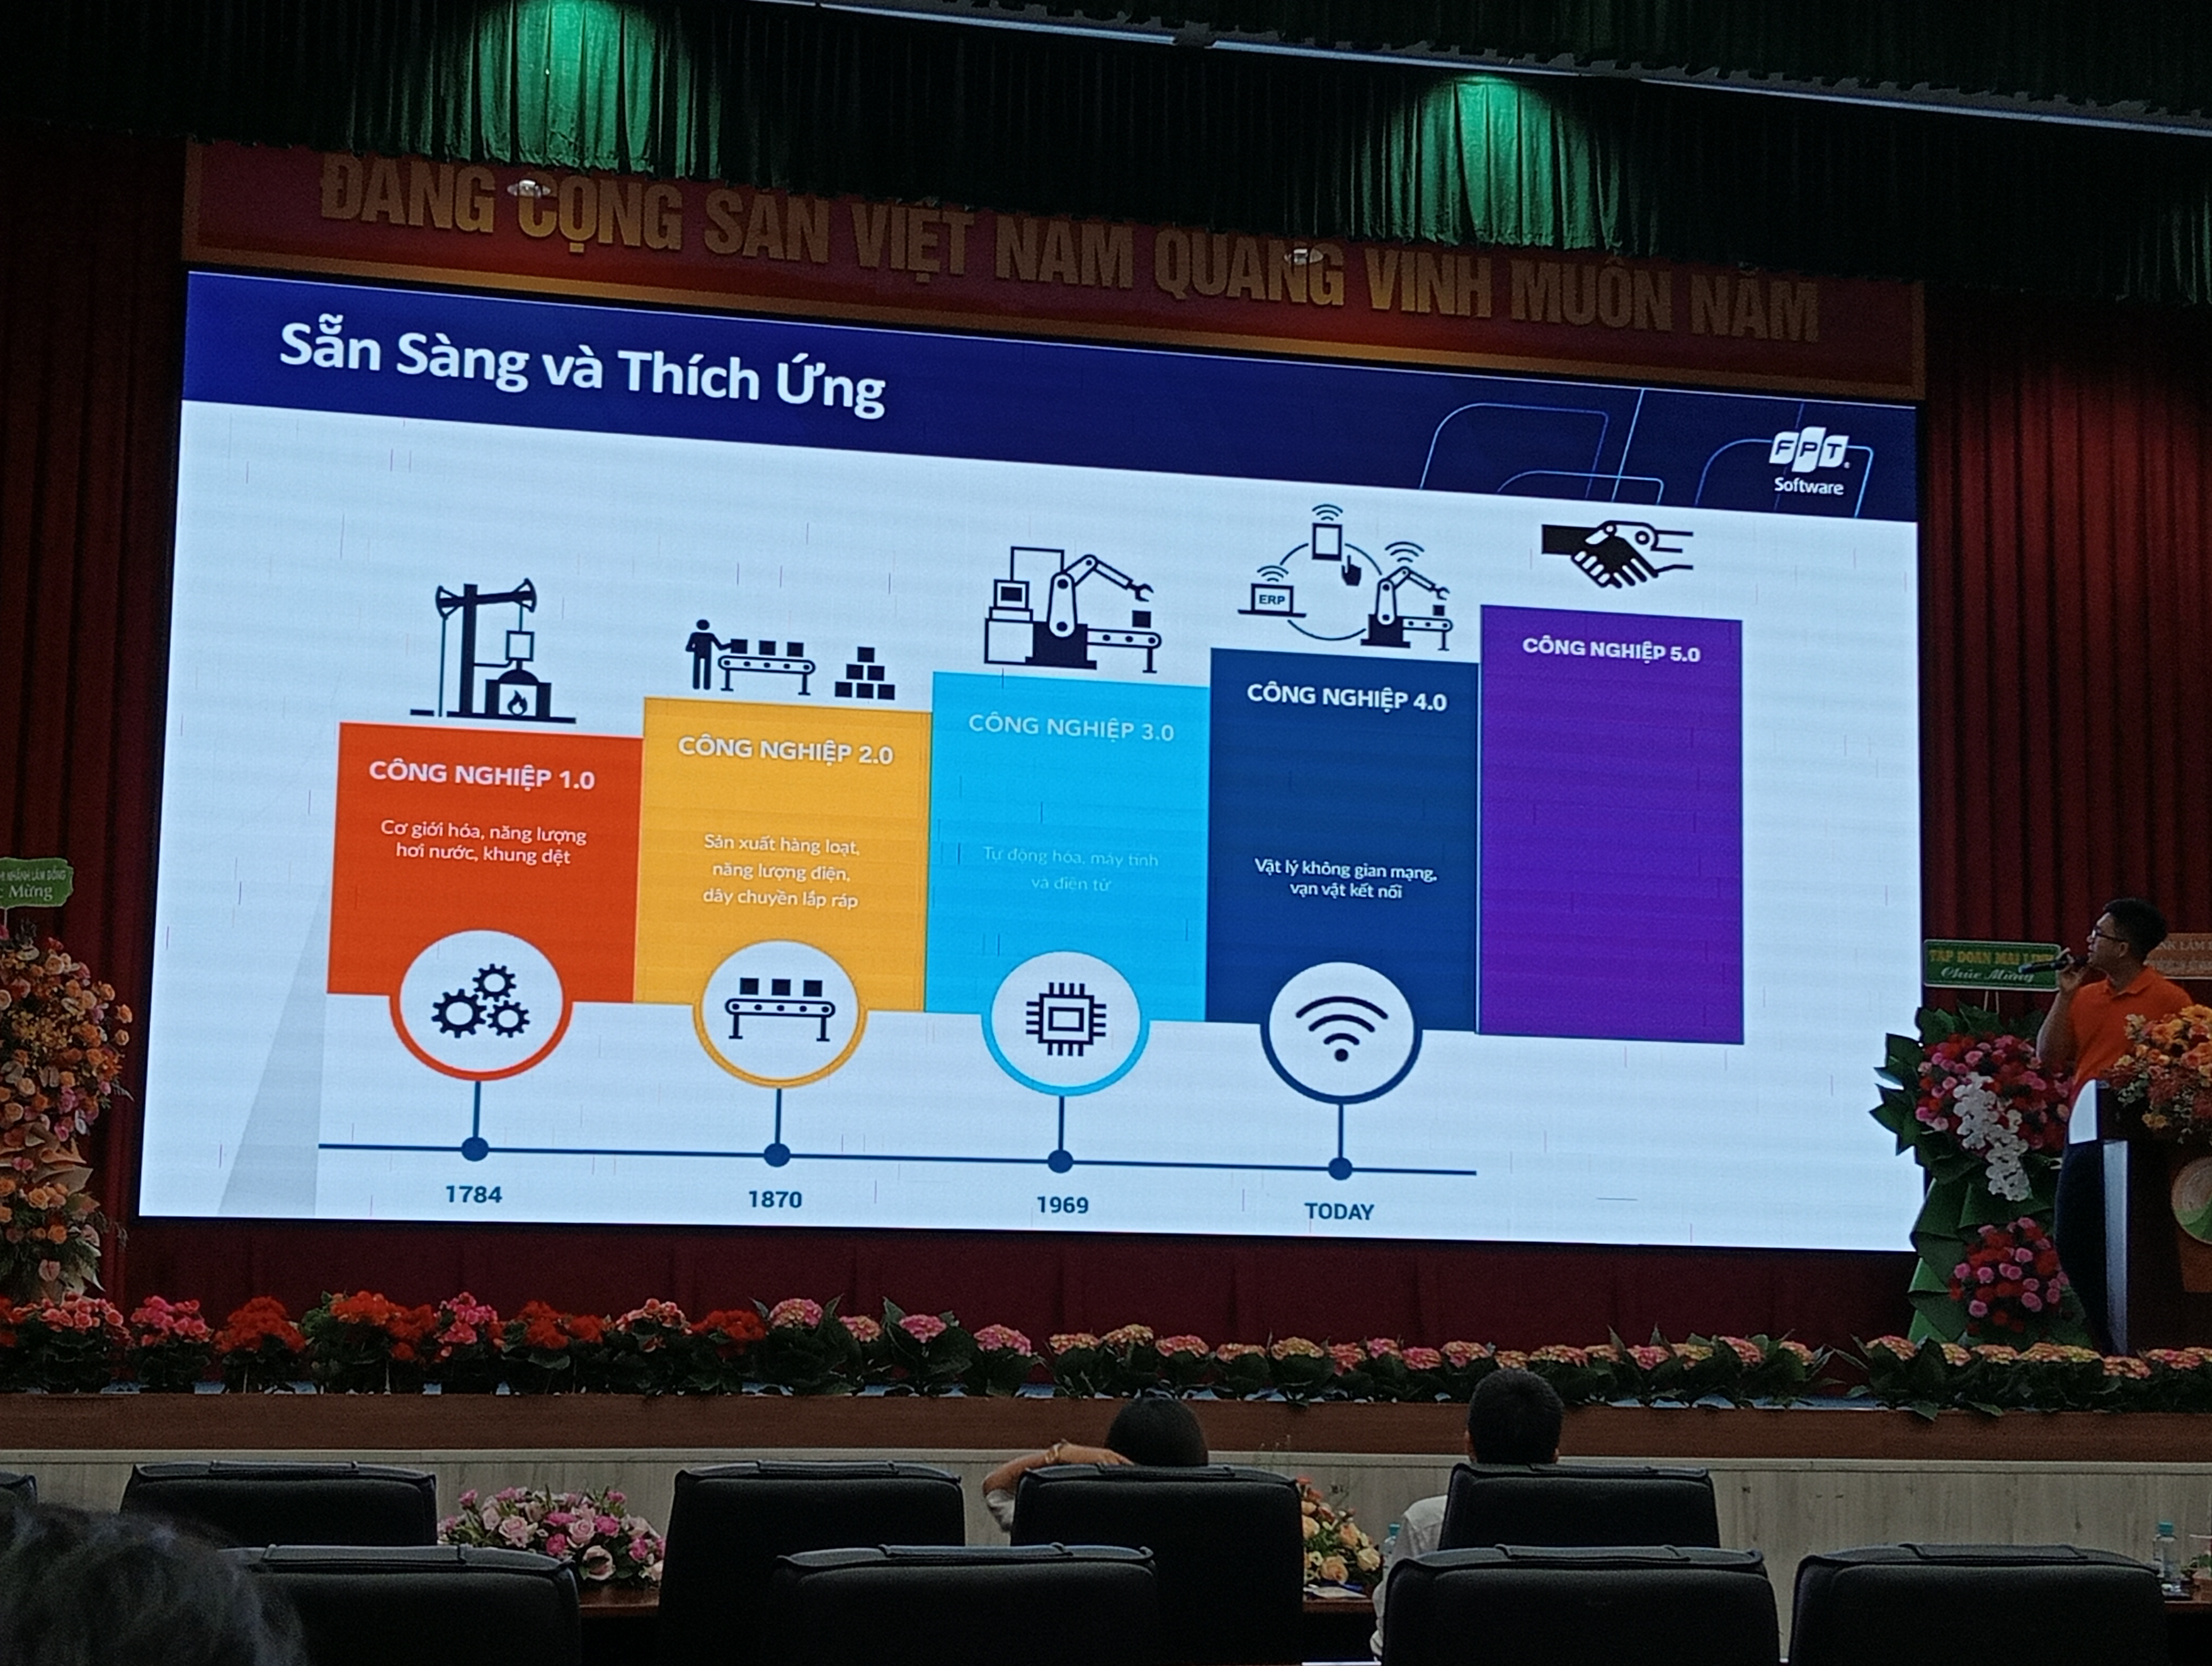 ĐẢNG CỘNG SẢN VIỆT NAM QUANG VINH MUÔN NĂM
Sẵn Sàng và Thích Ứng
FPT
Software
ERP
CÔNG NGHIỆP 1.0
Cơ giới hóa, năng lượng
hơi nước, khung dệt
CÔNG NGHIỆP 2.0
Sản xuất hàng loạt,
năng lượng điện,
dây chuyền lắp ráp
CÔNG NGHIỆP 3.0
Tự động hóa, máy tính
và điện tử
CÔNG NGHIỆP 4.0
Vật lý không gian mạng,
vạn vật kết nối
CÔNG NGHIỆP 5.0
1784
1870
1969
TODAY
NHÁNH LÂM ĐỒNG
Mừng
TẬP ĐOÀN MAI LINH
Chúc Mừng